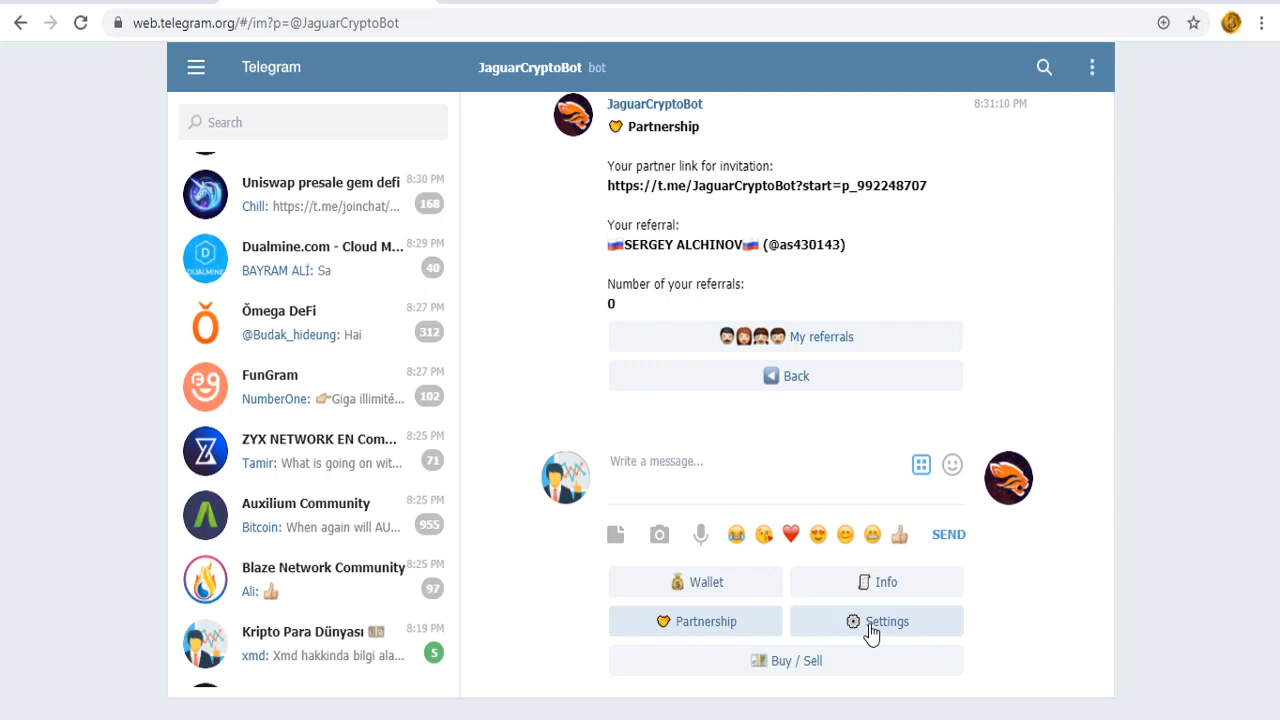 web.telegram.org/#/im?p=@JaguarCryptoBot
Telegram
JaguarCryptoBot bot
Search
Uniswap presale gem defi 8:30 PM
Chill: https://t.me/joinchat/... 168
Dualmine.com - Cloud M... 8:29 PM
BAYRAM ALİ: Sa 40
Ŏmega DeFi 8:27 PM
@Budak_hideung: Hai 312
FunGram 8:27 PM
NumberOne: 👉🏼Giga illimité... 102
ZYX NETWORK EN Com... 8:25 PM
Tamir: What is going on wit... 71
Auxilium Community 8:25 PM
Bitcoin: When again will AU... 955
Blaze Network Community 8:25 PM
Ali: 👍🏼 97
Kripto Para Dünyası 💵 8:19 PM
xmd: Xmd hakkında bilgi ala... 5
JaguarCryptoBot 8:31:10 PM
Partnership
Your partner link for invitation:
https://t.me/JaguarCryptoBot?start=p_992248707
Your referral:
🇷🇺SERGEY ALCHINOV🇷🇺 (@as430143)
Number of your referrals:
0
My referrals
Back
Write a message...
SEND
Wallet
Info
Partnership
Settings
Buy / Sell
DUALMINE